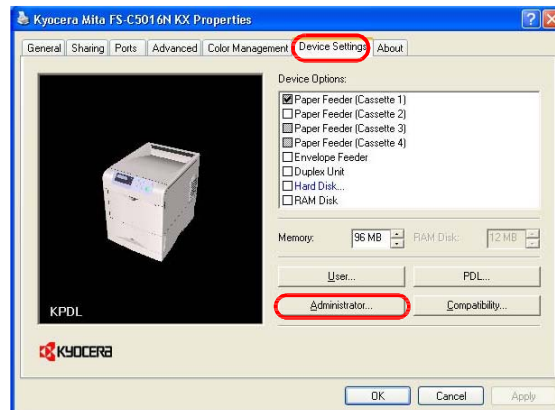 Kyocera Mita FS-C5016N KX Properties
General Sharing Ports Advanced Color Management Device Settings About
Device Options:
Paper Feeder (Cassette 1)
Paper Feeder (Cassette 2)
Paper Feeder (Cassette 3)
Paper Feeder (Cassette 4)
Envelope Feeder
Duplex Unit
Hard Disk...
RAM Disk
Memory: 96 MB RAM Disk: 12 MB
User... PDL...
Administrator... Compatibility...
KPDL
KYOCERA
OK Cancel Apply